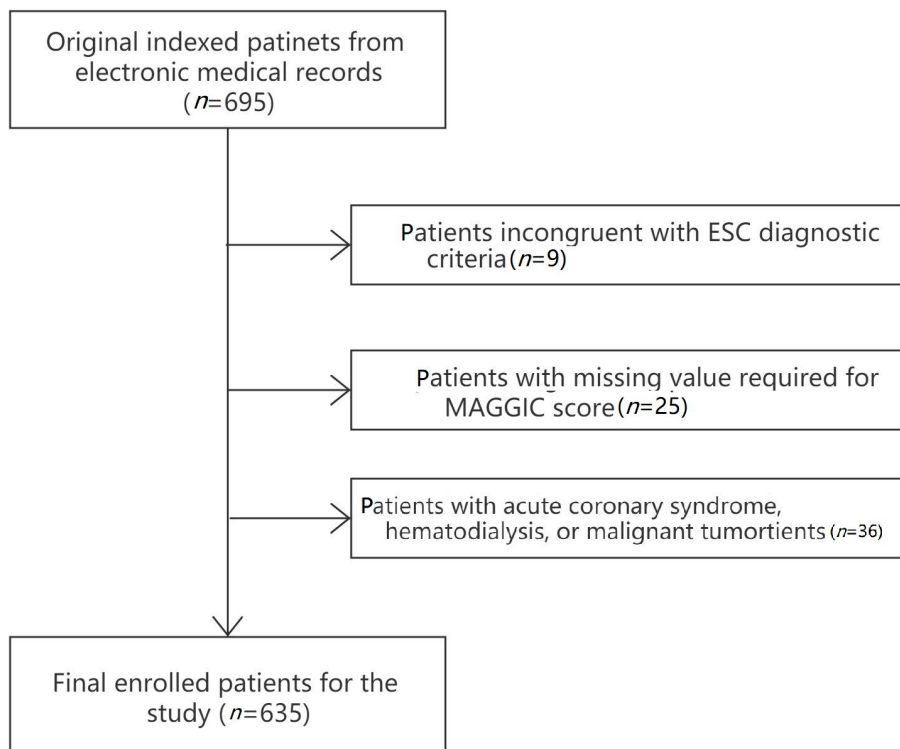 Original indexed patinets from
electronic medical records
(n=695)
Patients incongruent with ESC diagnostic
criteria(n=9)
Patients with missing value required for
MAGGIC score(n=25)
Patients with acute coronary syndrome,
hematodialysis, or malignant tumortients(n=36)
Final enrolled patients for the
study (n=635)